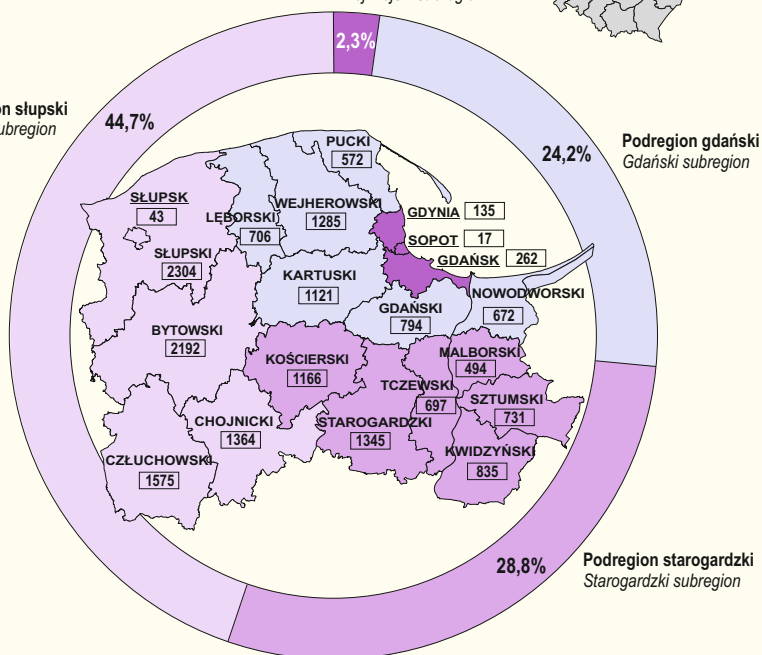 2,3%
44,7%
subregion
24,2%
Podregion gdański
Gdański subregion
PUCKI
572
SŁUPSK
43
LĘBORSKI
706
WEJHEROWSKI
1285
GDYNIA 135
SOPOT 17
GDAŃSK 262
SŁUPSKI
2304
KARTUSKI
1121
NOWODWORSKI
672
GDAŃSKI
794
BYTOWSKI
2192
KOŚCIERSKI
1166
MALBORSKI
494
TCZEWSKI
697
SZTUMSKI
731
CHOJNICKI
1364
STAROGARDZKI
1345
KWIDZYŃSKI
835
CZŁUCHOWSKI
1575
28,8%
Podregion starogardzki
Starogardzki subregion
słupski